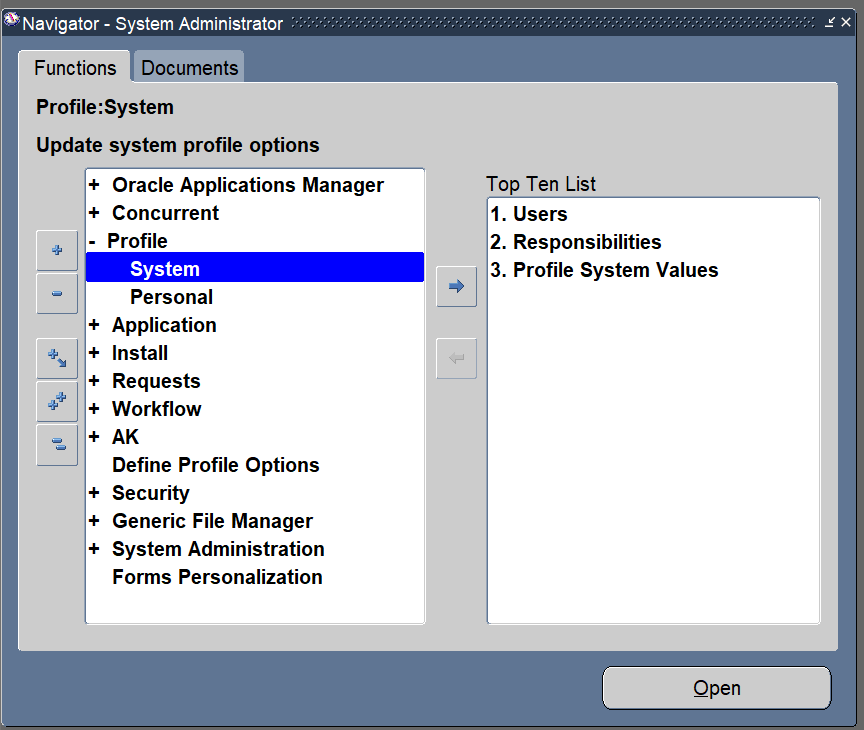 Navigator - System Administrator
Functions
Documents
Profile:System
Update system profile options
+ Oracle Applications Manager
+ Concurrent
- Profile
System
Personal
+ Application
+ Install
+ Requests
+ Workflow
+ AK
Define Profile Options
+ Security
+ Generic File Manager
+ System Administration
Forms Personalization
Top Ten List
1. Users
2. Responsibilities
3. Profile System Values
Open